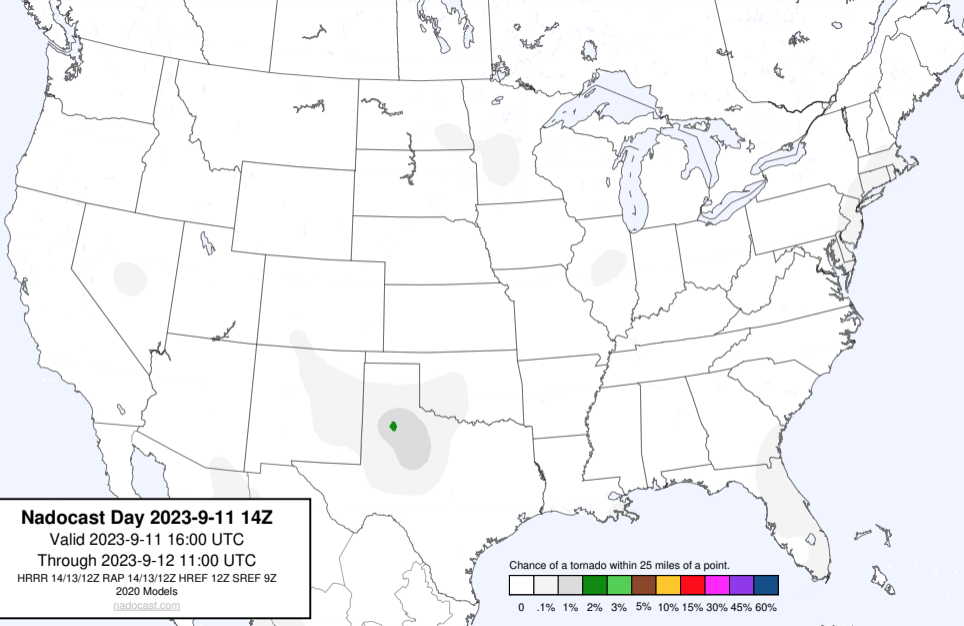 Nadocast Day 2023-9-11 14Z
Valid 2023-9-11 16:00 UTC
Through 2023-9-12 11:00 UTC
HRRR 14/13/12Z RAP 14/13/12Z HREF 12Z SREF 9Z
2020 Models
nadocast.com
Chance of a tornado within 25 miles of a point.
0 .1% 1% 2% 3% 5% 10% 15% 30% 45% 60%